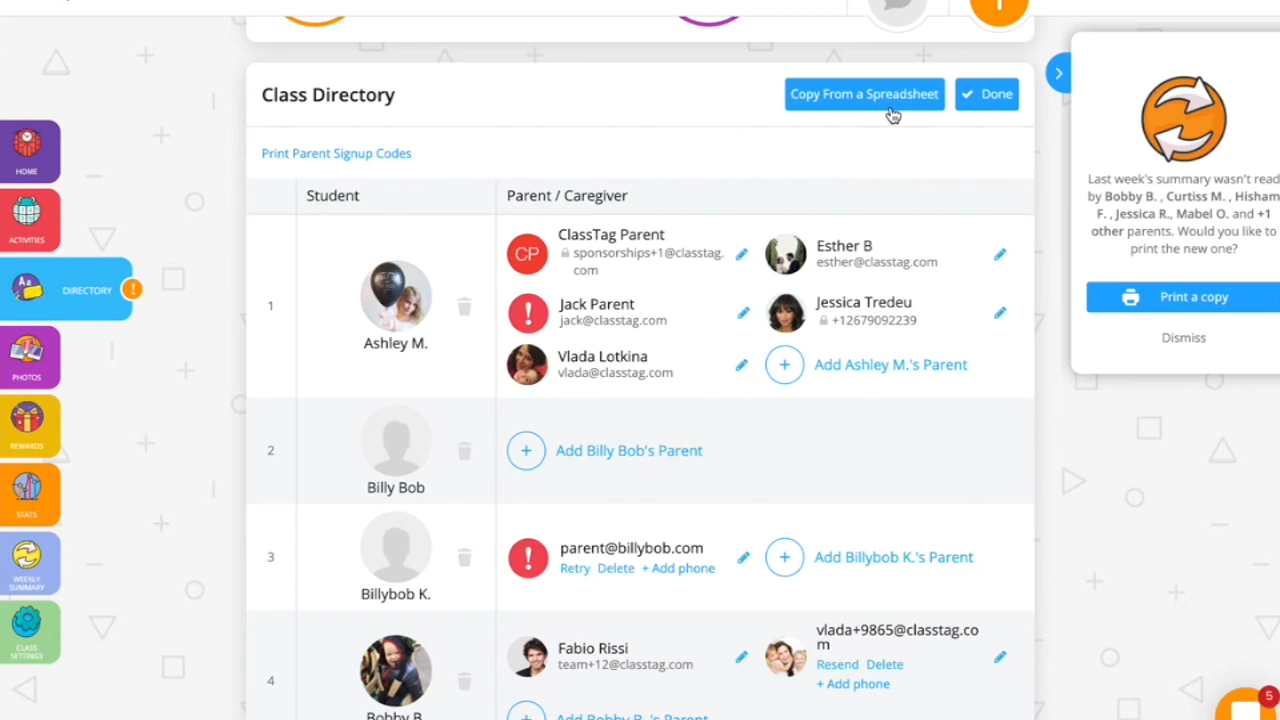 Class Directory
Copy From a Spreadsheet
Done
Print Parent Signup Codes
Student
Parent / Caregiver
1
Ashley M.
CP
ClassTag Parent
sponsorships+1@classtag.
com
Esther B
esther@classtag.com
!
Jack Parent
jack@classtag.com
Jessica Tredeu
+12679092239
Vlada Lotkina
vlada@classtag.com
+
Add Ashley M.'s Parent
2
Billy Bob
+
Add Billy Bob's Parent
3
Billybob K.
!
parent@billybob.com
Retry Delete + Add phone
+
Add Billybob K.'s Parent
4
Bobby B.
Fabio Rissi
team+12@classtag.com
vlada+9865@classtag.co
m
Resend Delete
+ Add phone
+
Add Bobby B.'s Parent
HOME
ACTIVITIES
DIRECTORY !
PHOTOS
REWARDS
STATS
WEEKLY
SUMMARY
CLASS
SETTINGS
Last week's summary wasn't read
by Bobby B. , Curtiss M. , Hisham
F. , Jessica R., Mabel O. and +1
other parents. Would you like to
print the new one?
Print a copy
Dismiss
5